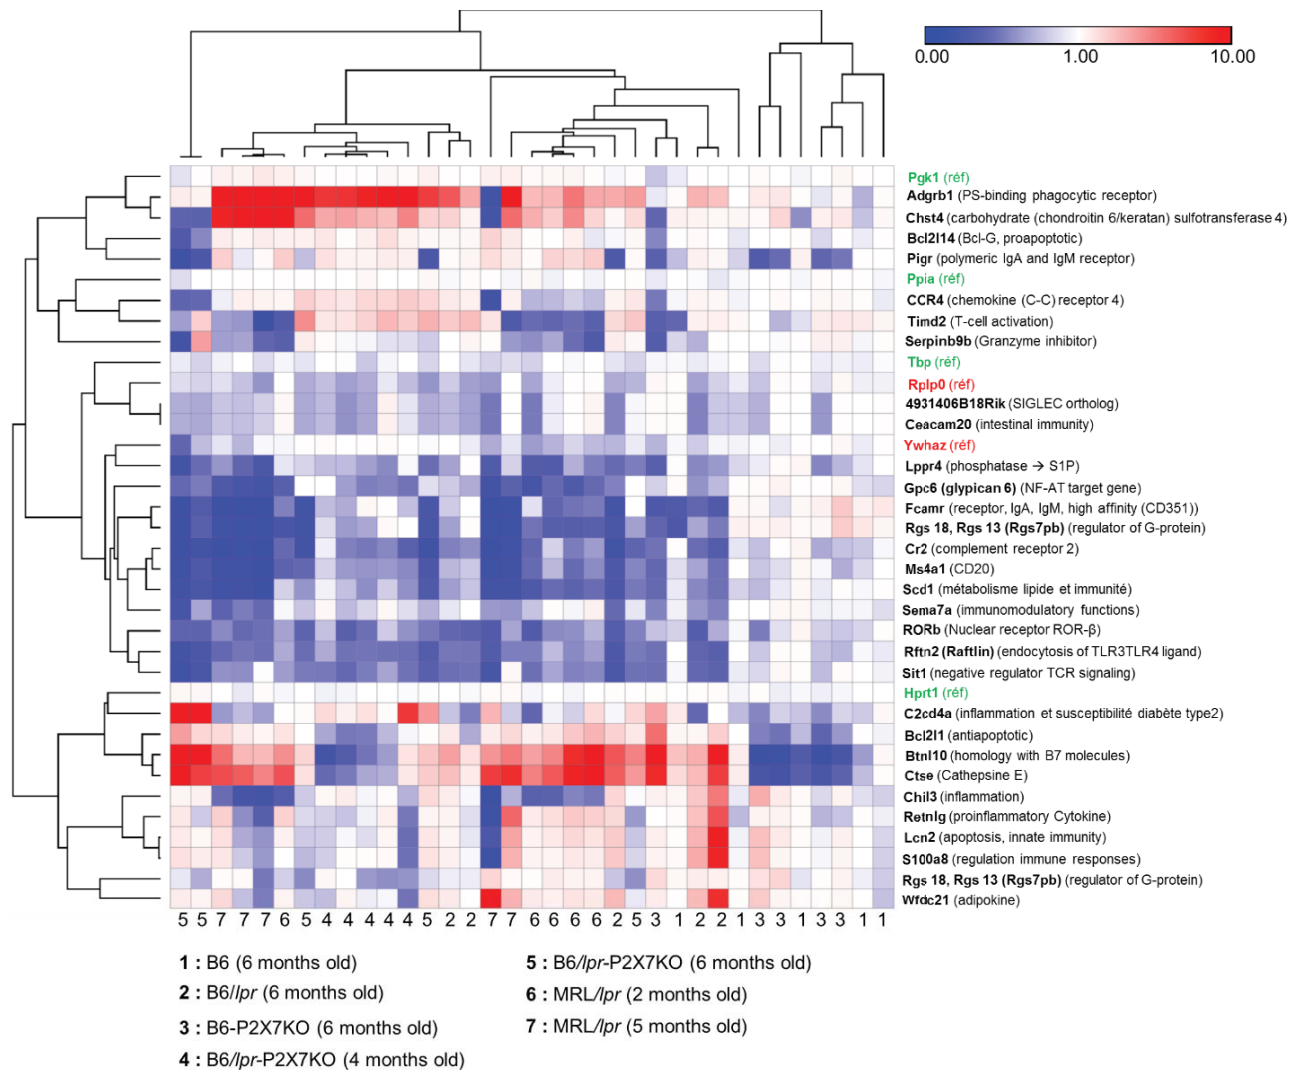 0.00 1.00 10.00
Pgk1 (réf)
Adgrb1 (PS-binding phagocytic receptor)
Chst4 (carbohydrate (chondroitin 6/keratan) sulfotransferase 4)
Bcl2l14 (Bcl-G, proapoptotic)
Pigr (polymeric IgA and IgM receptor)
Ppia (réf)
CCR4 (chemokine (C-C) receptor 4)
Timd2 (T-cell activation)
Serpinb9b (Granzyme inhibitor)
Tbp (réf)
Rplp0 (réf)
4931406B18Rik (SIGLEC ortholog)
Ceacam20 (intestinal immunity)
Ywhaz (réf)
Lppr4 (phosphatase → S1P)
Gpc6 (glypican 6) (NF-AT target gene)
Fcamr (receptor, IgA, IgM, high affinity (CD351))
Rgs 18, Rgs 13 (Rgs7pb) (regulator of G-protein)
Cr2 (complement receptor 2)
Ms4a1 (CD20)
Scd1 (métabolisme lipide et immunité)
Sema7a (immunomodulatory functions)
RORb (Nuclear receptor ROR-β)
Rftn2 (Raftlin) (endocytosis of TLR3TLR4 ligand)
Sit1 (negative regulator TCR signaling)
Hprt1 (réf)
C2cd4a (inflammation et susceptibilité diabète type2)
Bcl2l1 (antiapoptotic)
Btnl10 (homology with B7 molecules)
Ctse (Cathepsine E)
Chil3 (inflammation)
Retnlg (proinflammatory Cytokine)
Lcn2 (apoptosis, innate immunity)
S100a8 (regulation immune responses)
Rgs 18, Rgs 13 (Rgs7pb) (regulator of G-protein)
Wfdc21 (adipokine)
5 5 7 7 7 6 5 4 4 4 4 4 5 2 2 7 7 6 6 6 6 2 5 3 1 2 2 1 3 3 1 3 3 1 1
1 : B6 (6 months old)
2 : B6/lpr (6 months old)
3 : B6-P2X7KO (6 months old)
4 : B6/lpr-P2X7KO (4 months old)
5 : B6/lpr-P2X7KO (6 months old)
6 : MRL/lpr (2 months old)
7 : MRL/lpr (5 months old)